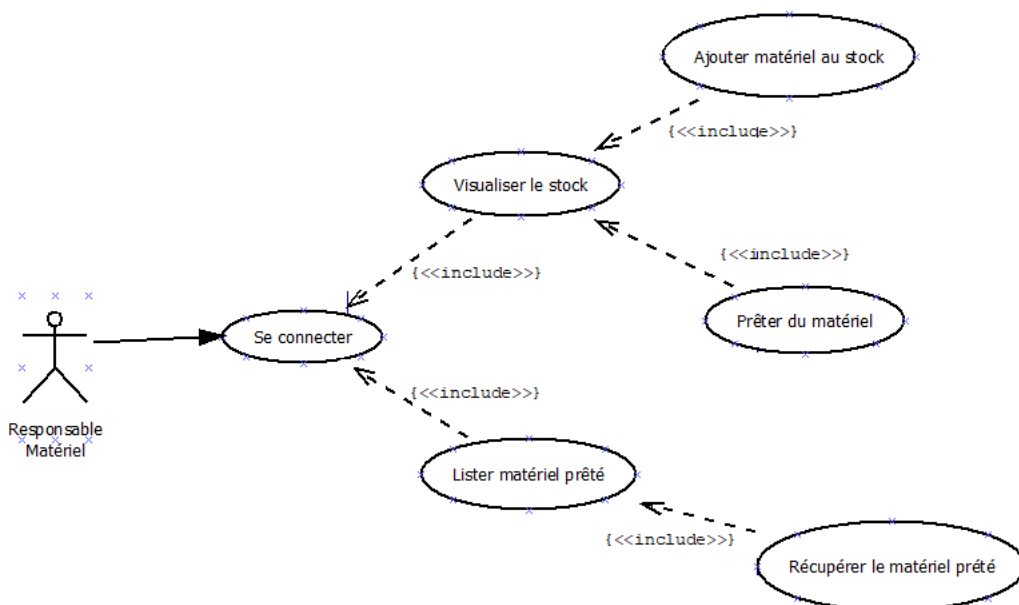 Ajouter matériel au stock
{<<include>>}
Visualiser le stock
{<<include>>}
{<<include>>}
Prêter du matériel
Se connecter
{<<include>>}
Responsable
Matériel
Lister matériel prêté
{<<include>>}
Récupérer le matériel prété